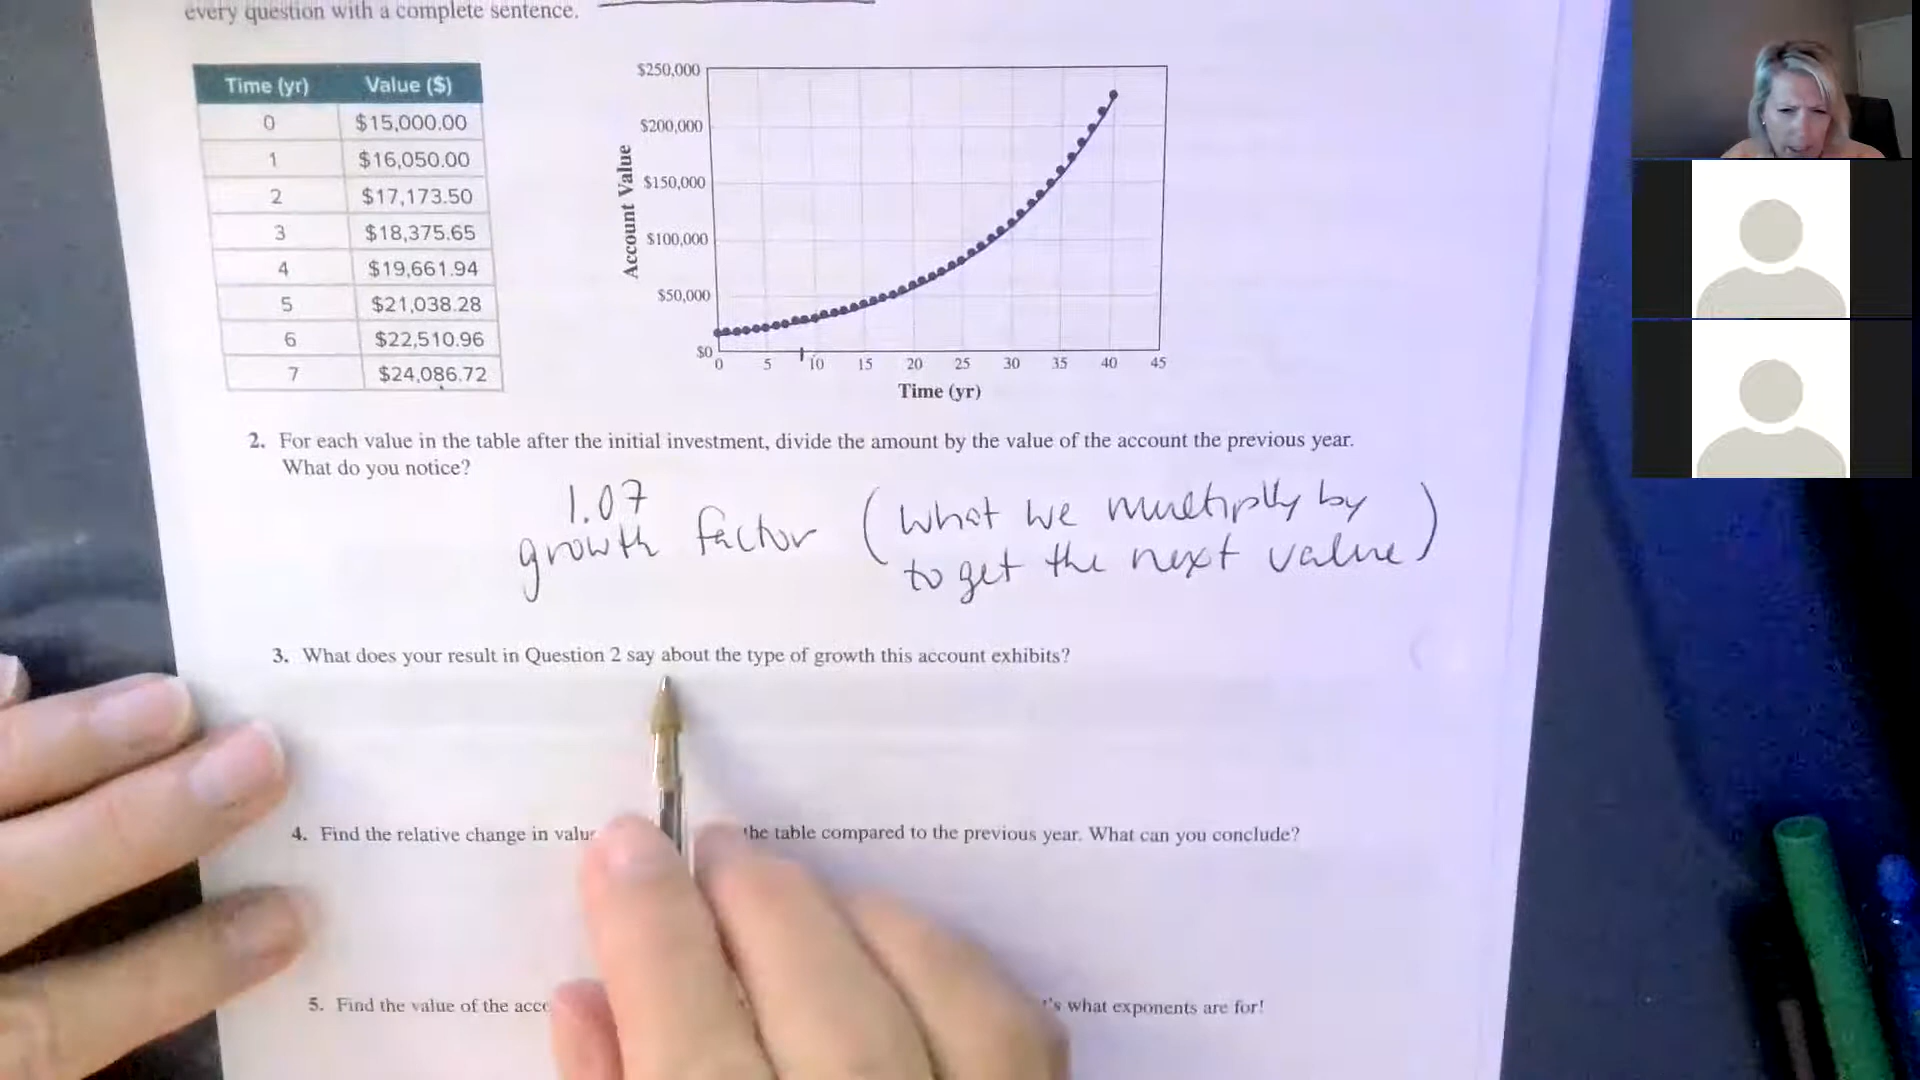 every question with a complete sentence.
Time (yr) Value ($)
0 $15,000.00
1 $16,050.00
2 $17,173.50
3 $18,375.65
4 $19,661.94
5 $21,038.28
6 $22,510.96
7 $24,086.72
Account Value
$250,000
$200,000
$150,000
$100,000
$50,000
$0
0 5 10 15 20 25 30 35 40 45
Time (yr)
2. For each value in the table after the initial investment, divide the amount by the value of the account the previous year.
What do you notice?
1.07
growth factor (what we multiply by
to get the next value)
3. What does your result in Question 2 say about the type of growth this account exhibits?
4. Find the relative change in the table compared to the previous year. What can you conclude?
5. Find the value of the what exponents are for!